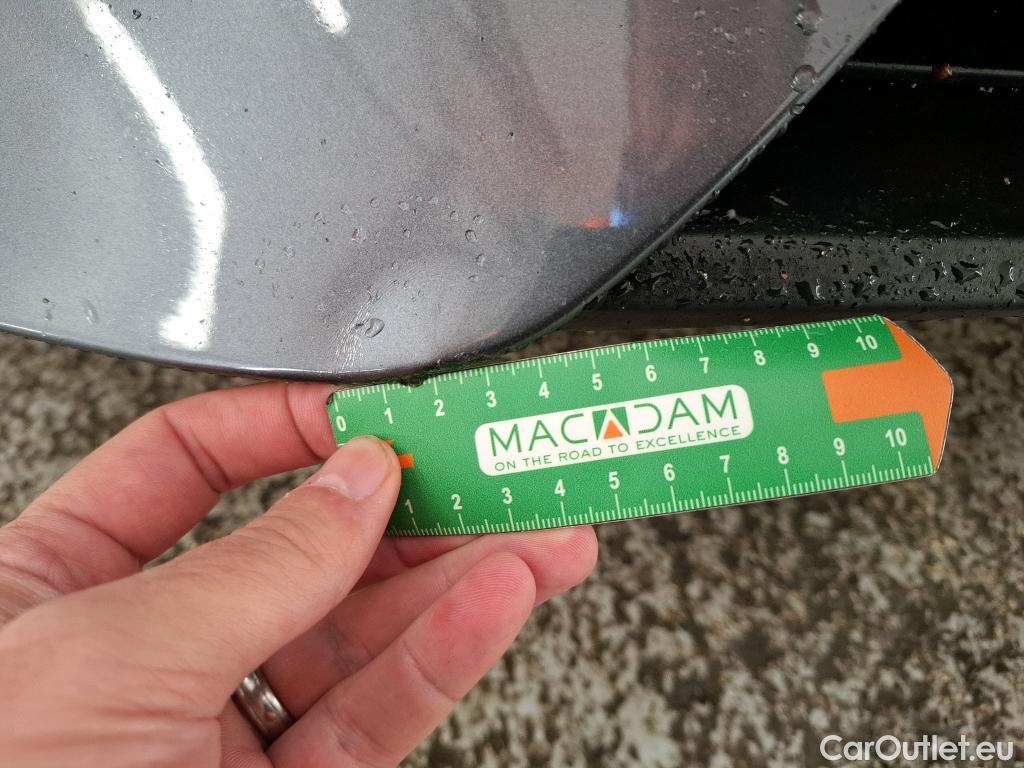 0 1 2 3 4 5 6 7 8 9 10
MACADAM
ON THE ROAD TO EXCELLENCE
1 2 3 4 5 6 7 8 9 10
CarOutlet.eu